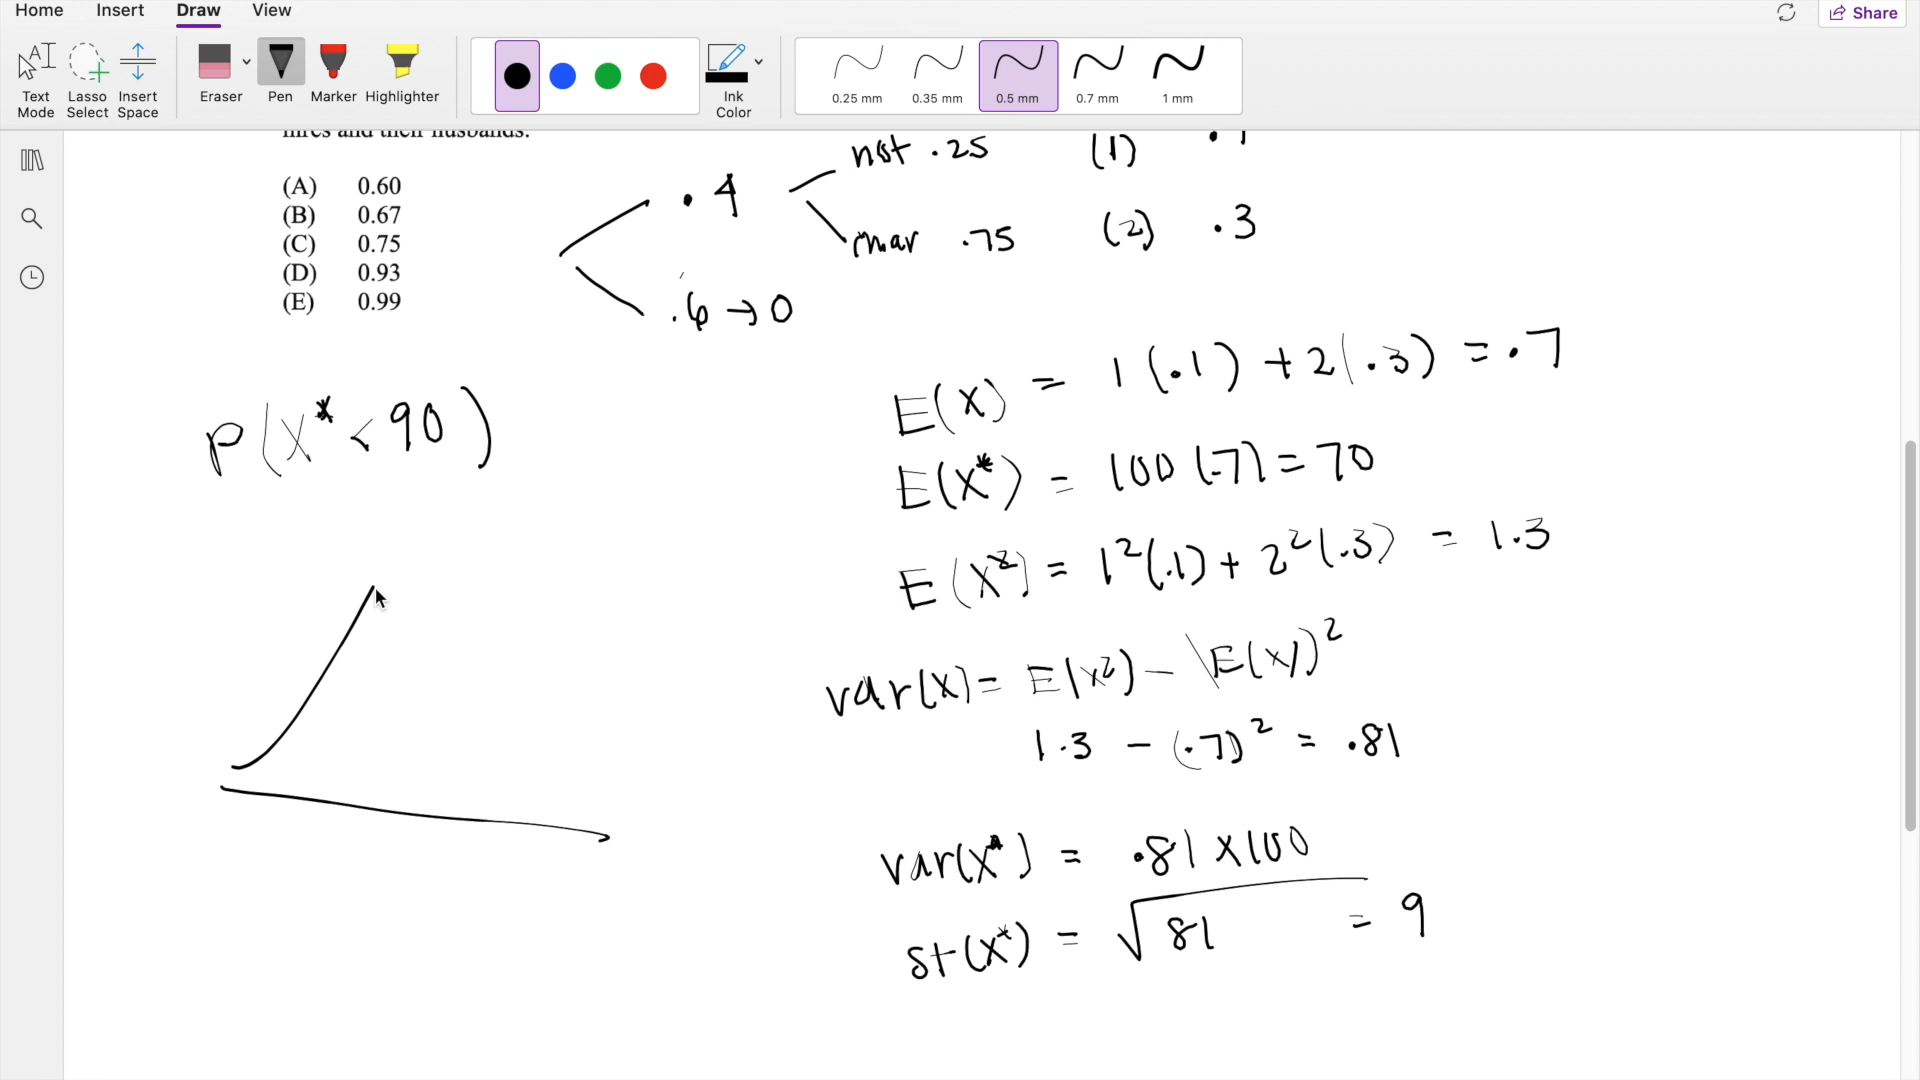 Home Insert Draw View Share
Text Mode Lasso Select Insert Space Eraser Pen Marker Highlighter Ink Color 0.25 mm 0.35 mm 0.5 mm 0.7 mm 1 mm
hires and their husbands.
(A) 0.60
(B) 0.67
(C) 0.75
(D) 0.93
(E) 0.99
.4
.6 → 0
not .25 (1)
mar .75 (2) .3
P(X* < 90)
E(X) = 1(.1) + 2(.3) = .7
E(X*) = 100(.7) = 70
E(X²) = 1²(.1) + 2²(.3) = 1.3
var(X) = E(X²) - (E(X))²
1.3 - (.7)² = .81
var(X*) = .81 x 100
st(X*) = √81 = 9